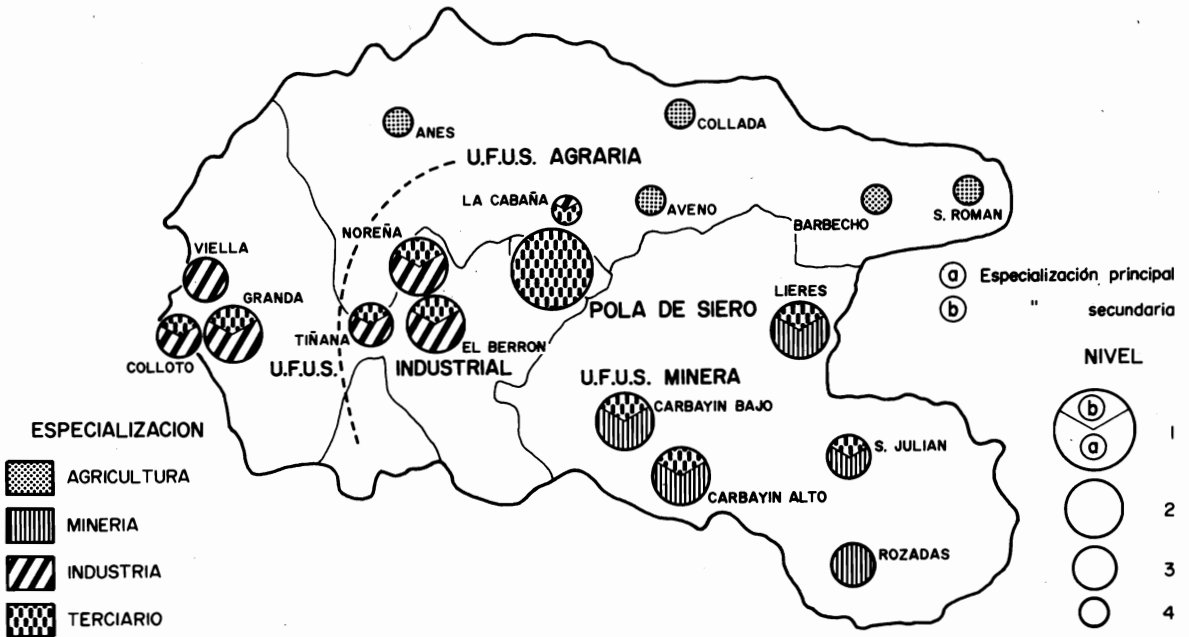 ANES
COLLADA
U.F.U.S. AGRARIA
LA CABAÑA
AVENO
BARBECHO
S. ROMAN
NOREÑA
VIELLA
GRANDA
COLLOTO
TIÑANA
EL BERRON
U.F.U.S. INDUSTRIAL
POLA DE SIERO
LIERES
U.F.U.S. MINERA
CARBAYIN BAJO
CARBAYIN ALTO
S. JULIAN
ROZADAS
a Especialización principal
b " secundaria
NIVEL
b
a
1
2
3
4
ESPECIALIZACION
AGRICULTURA
MINERIA
INDUSTRIA
TERCIARIO